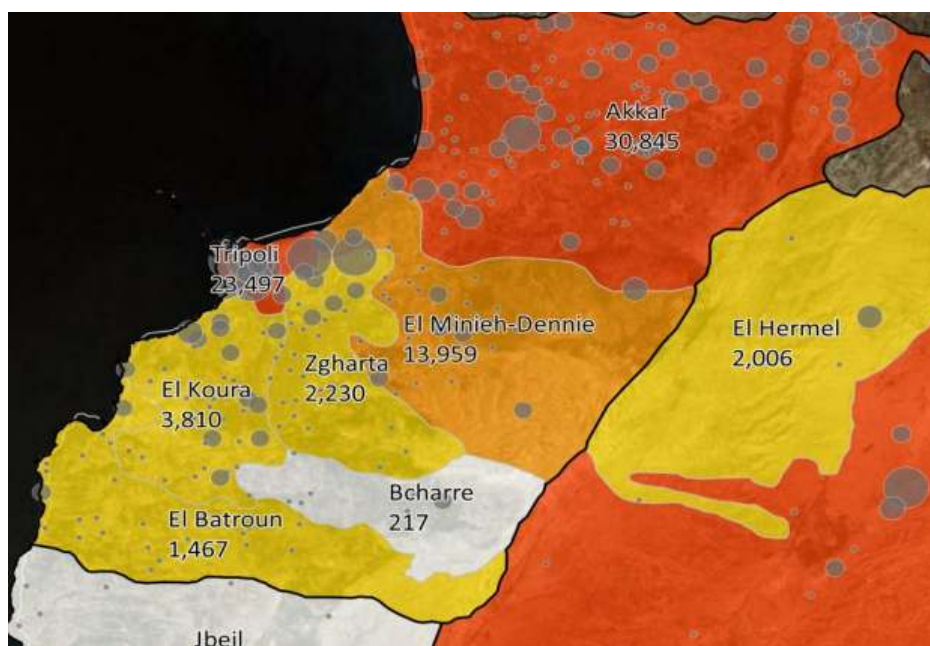 Akkar
30,845
Tripoli
23,497
El Minieh-Dennie
13,959
El Hermel
2,006
Zgharta
2,230
El Koura
3,810
Bcharre
217
El Batroun
1,467
Jbeil